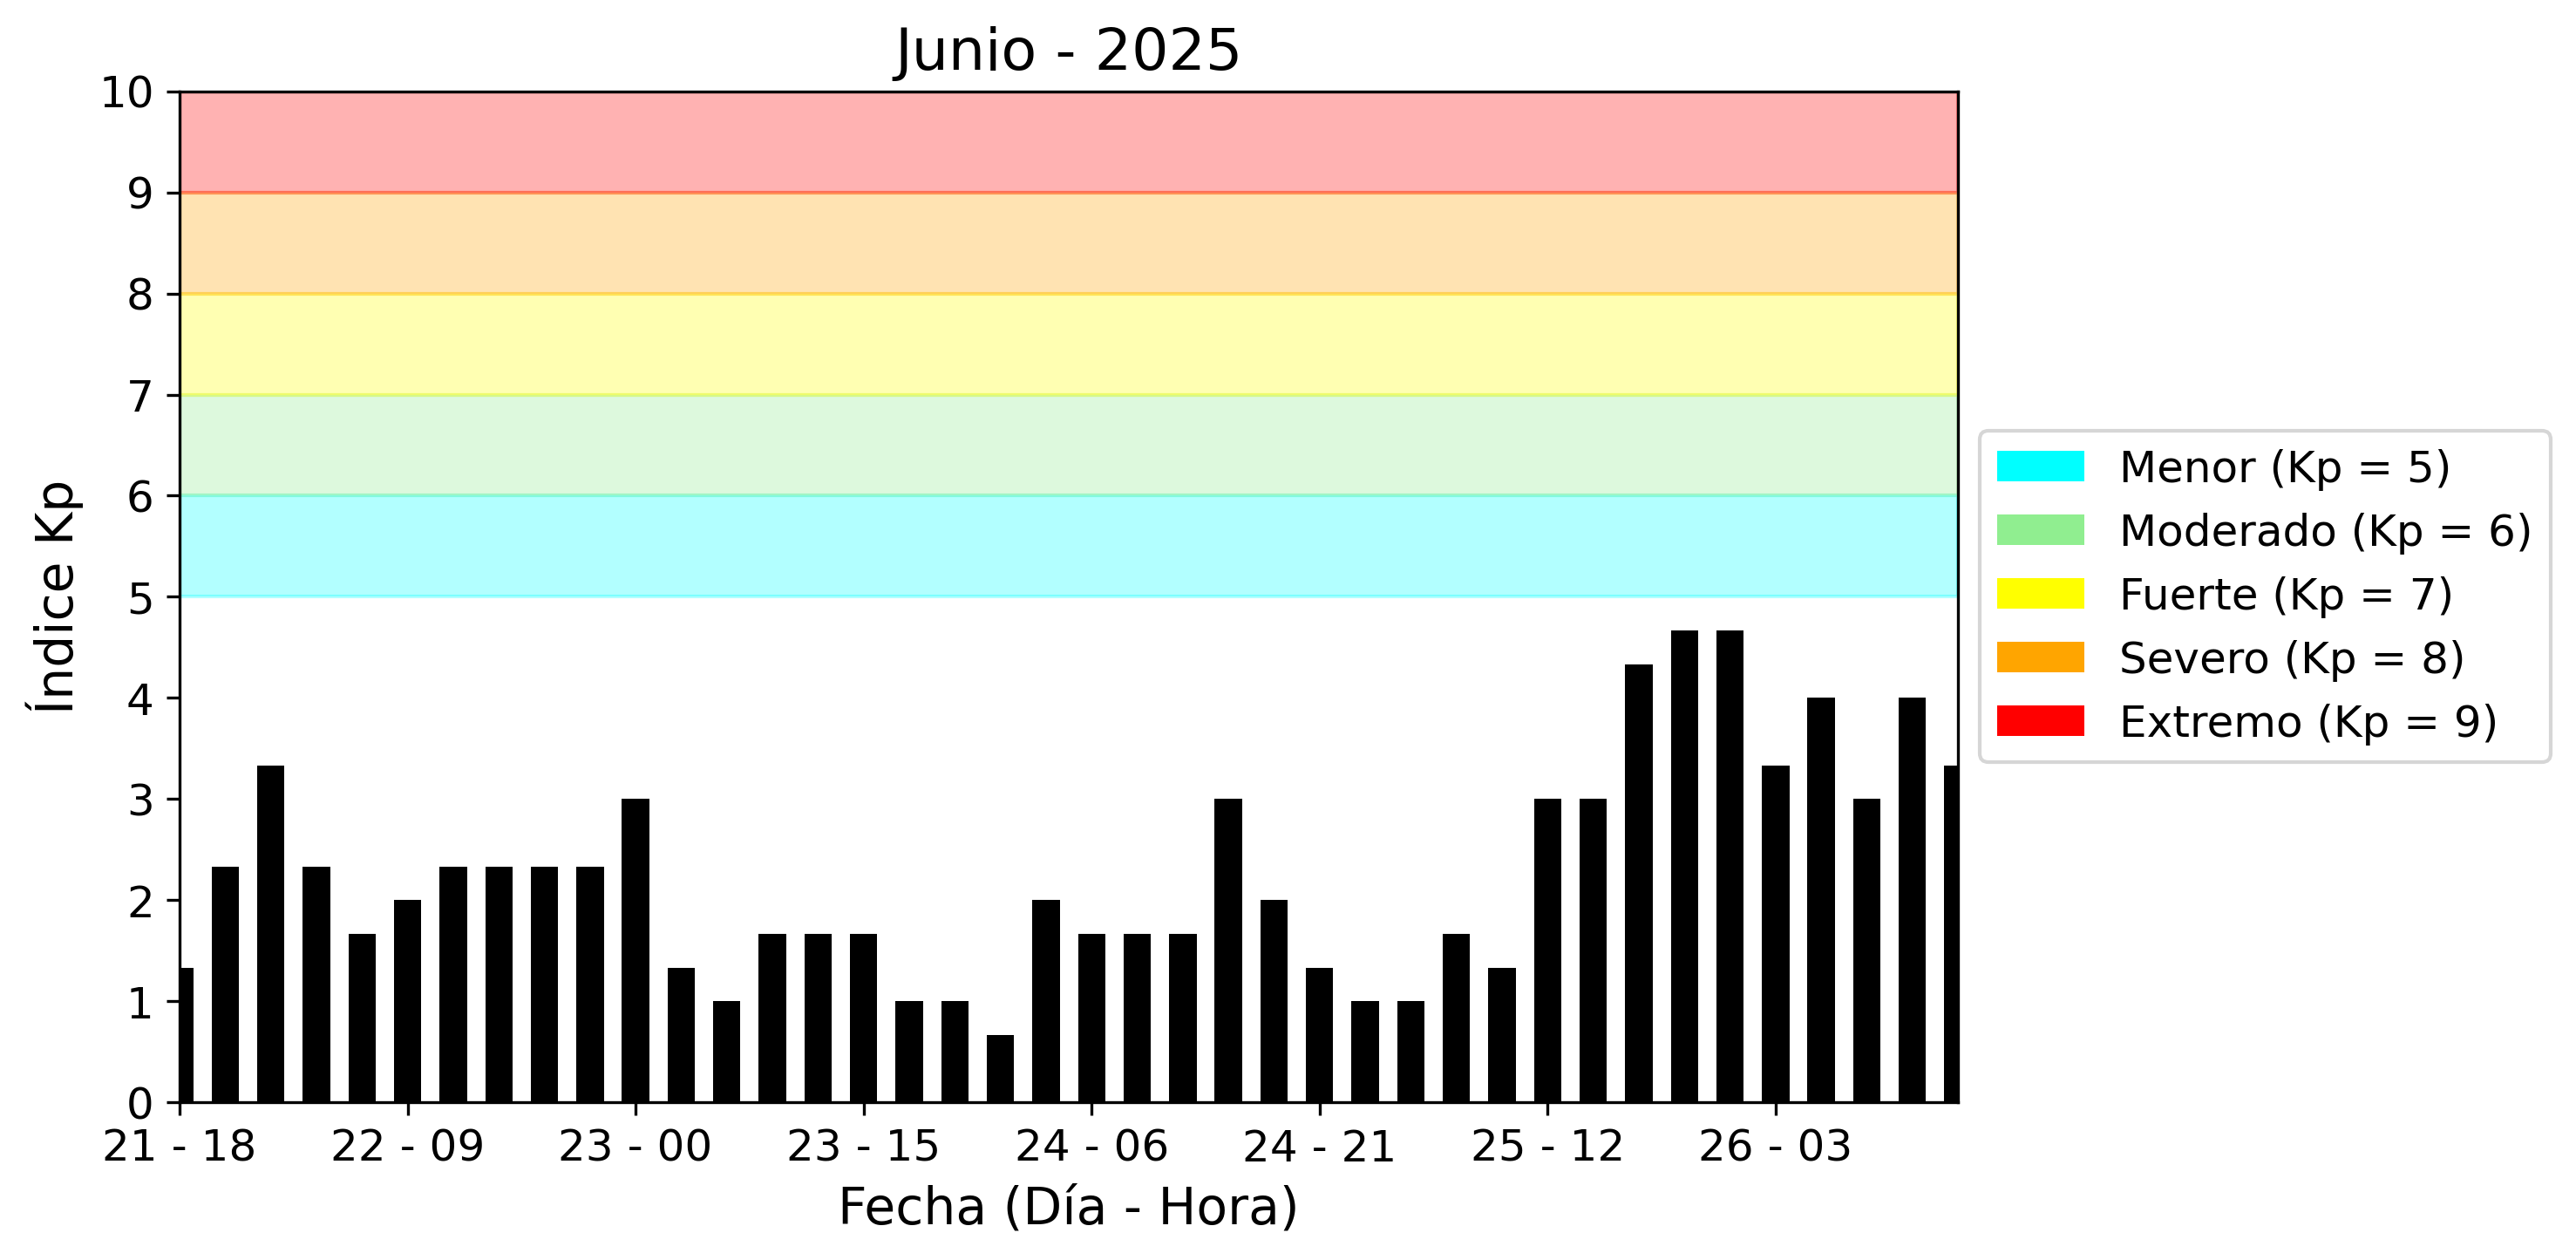 Junio - 2025
10
9
8
7
6
5
4
3
2
1
0
Índice Kp
21 - 18 22 - 09 23 - 00 23 - 15 24 - 06 24 - 21 25 - 12 26 - 03
Fecha (Día - Hora)
Menor (Kp = 5)
Moderado (Kp = 6)
Fuerte (Kp = 7)
Severo (Kp = 8)
Extremo (Kp = 9)